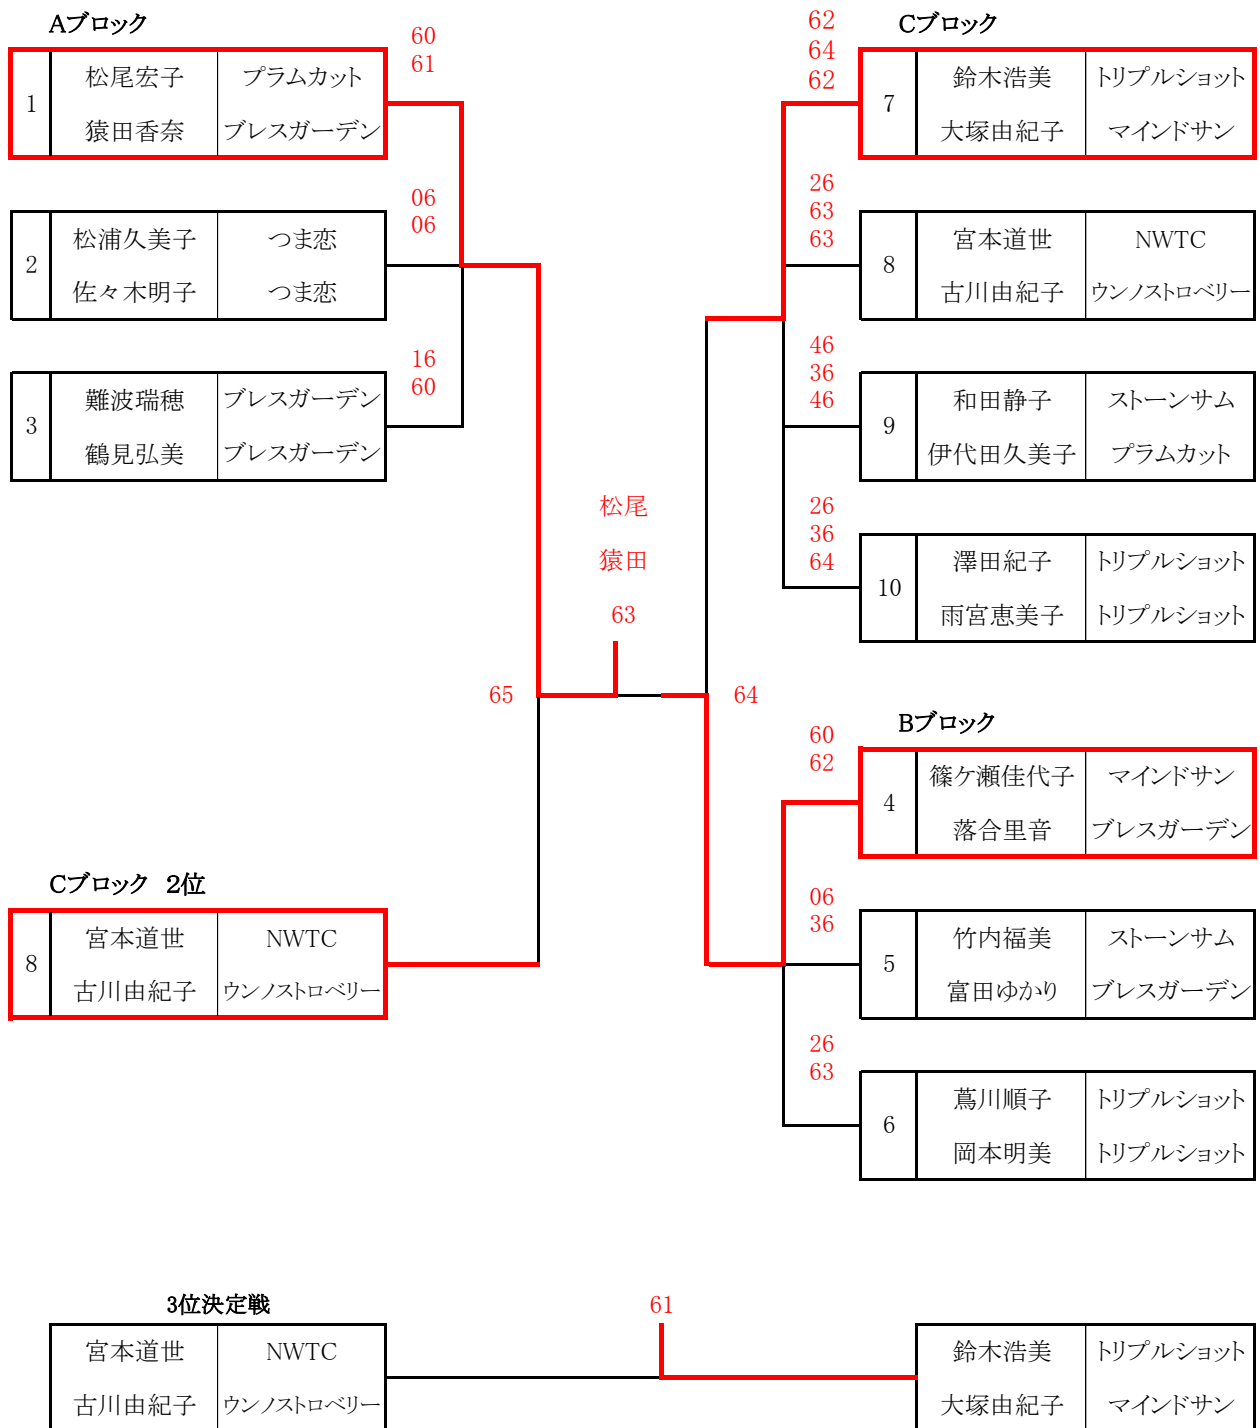 Aブロック
60
61
1
松尾宏子 プラムカット
猿田香奈 ブレスガーデン
06
06
2
松浦久美子 つま恋
佐々木明子 つま恋
16
60
3
難波瑞穂 ブレスガーデン
鶴見弘美 ブレスガーデン
Cブロック 2位
8
宮本道世 NWTC
古川由紀子 ウンノストロベリー
65
松尾
猿田
63
64
Cブロック
62
64
62
7
鈴木浩美 トリプルショット
大塚由紀子 マインドサン
26
63
63
8
宮本道世 NWTC
古川由紀子 ウンノストロベリー
46
36
46
9
和田静子 ストーンサム
伊代田久美子 プラムカット
26
36
64
10
澤田紀子 トリプルショット
雨宮恵美子 トリプルショット
Bブロック
60
62
4
篠ケ瀬佳代子 マインドサン
落合里音 ブレスガーデン
06
36
5
竹内福美 ストーンサム
富田ゆかり ブレスガーデン
26
63
6
蔦川順子 トリプルショット
岡本明美 トリプルショット
3位決定戦
宮本道世 NWTC
古川由紀子 ウンノストロベリー
61
鈴木浩美 トリプルショット
大塚由紀子 マインドサン